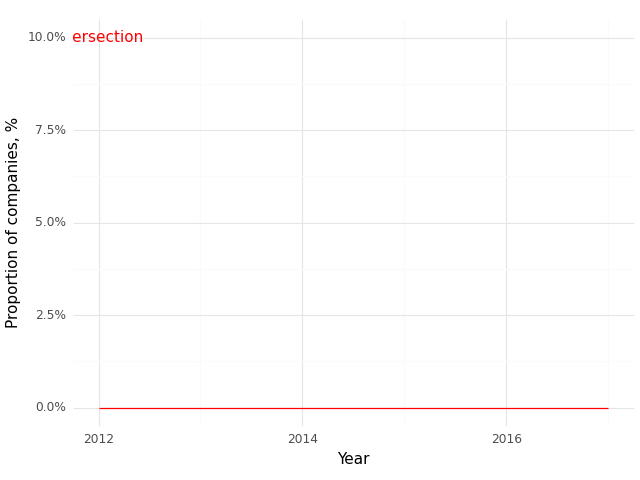 10.0%
ersection
7.5%
5.0%
2.5%
0.0%
2012
2014
2016
Year
Proportion of companies, %